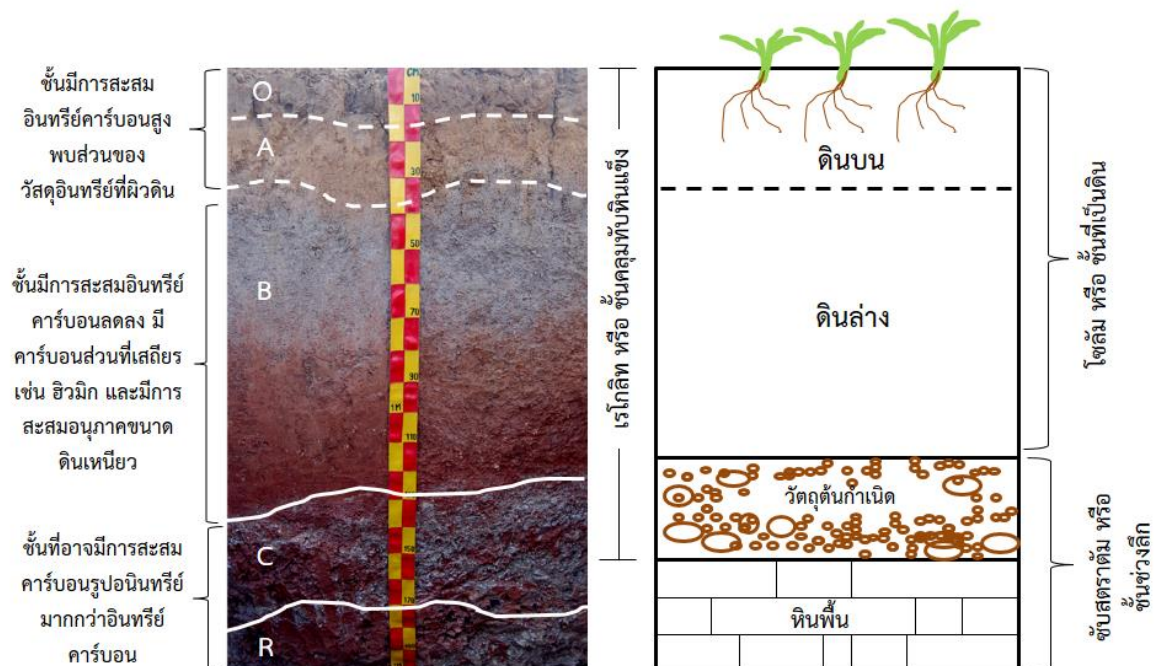 ชั้นมีการสะสม
อินทรีย์คาร์บอนสูง
พบส่วนของ
วัสดุอินทรีย์ที่ผิวดิน
ชั้นมีการสะสมอินทรีย์
คาร์บอนลดลง มี
คาร์บอนส่วนที่เสถียร
เช่น ฮิวมิก และมีการ
สะสมอนุภาคขนาด
ดินเหนียว
ชั้นที่อาจมีการสะสม
คาร์บอนรูปอนินทรีย์
มากกว่าอินทรีย์
คาร์บอน
O
A
B
C
R
CM
10
30
50
70
90
1M
110
150
170
เรโกลิท หรือ ชั้นคลุมทับหินแข็ง
ดินบน
ดินล่าง
วัตถุต้นกำเนิด
หินพื้น
โซลัม หรือ ชั้นที่เป็นดิน
ซับสตราตัม หรือ
ชั้นช่วงลึก